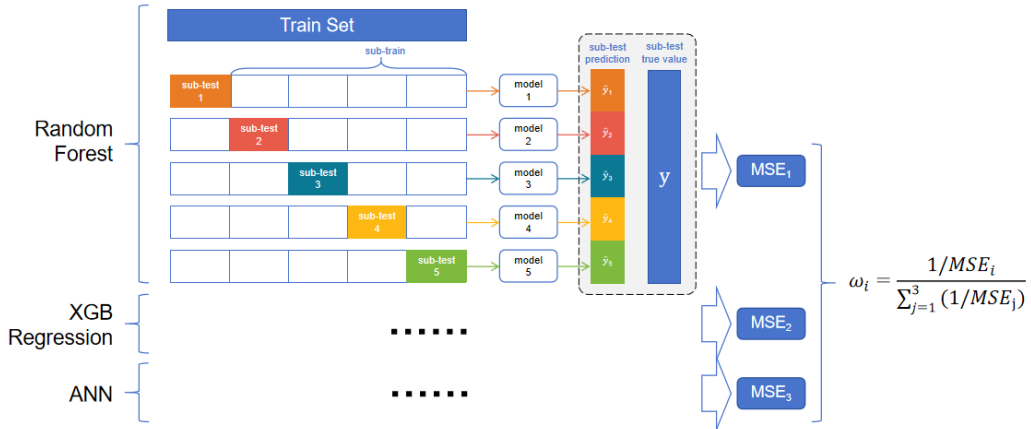 Train Set
sub-train
sub-test
prediction
sub-test
true value
Random
Forest
sub-test
1
model
1
ŷ₁
sub-test
2
model
2
ŷ₂
sub-test
3
model
3
ŷ₃
sub-test
4
model
4
ŷ₄
sub-test
5
model
5
ŷ₅
y
MSE₁
XGB
Regression
......
MSE₂
ANN
......
MSE₃
ωᵢ = 1/MSEᵢ / ∑³ⱼ₌₁ (1/MSEⱼ)